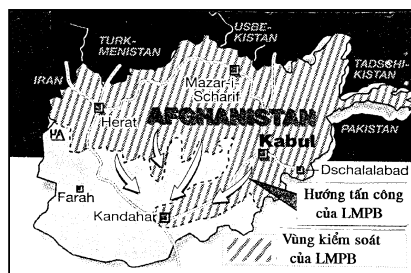 TURK-
MENISTAN
USBE-
KISTAN
TADSCHI-
KISTAN
IRAN
Mazar-i-
Scharif
Herat
AFGHANISTAN
Kabul
PAKISTAN
Dschalalabad
Farah
Kandahar
Hướng tấn công
của LMPB
Vùng kiểm soát
của LMPB